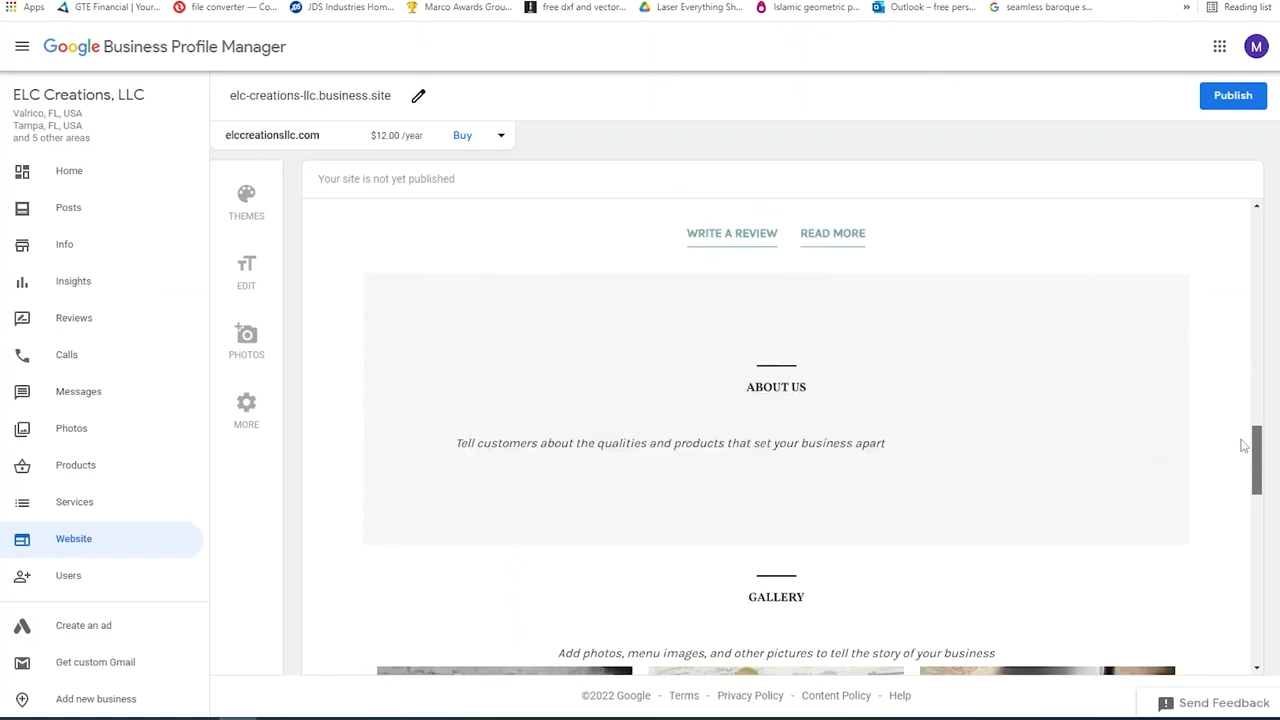 Apps GTE Financial | Your... file converter — Co... JDS Industries Hom... Marco Awards Grou... free dxf and vector... Laser Everything Sh... Islamic geometric p... Outlook – free pers... seamless baroque s... » Reading list
Google Business Profile Manager M
ELC Creations, LLC
Valrico, FL, USA
Tampa, FL, USA
and 5 other areas
Home
Posts
Info
Insights
Reviews
Calls
Messages
Photos
Products
Services
Website
Users
Create an ad
Get custom Gmail
Add new business
elc-creations-llc.business.site
Publish
elccreationsllc.com $12.00 /year Buy
THEMES
EDIT
PHOTOS
MORE
Your site is not yet published
WRITE A REVIEW READ MORE
ABOUT US
Tell customers about the qualities and products that set your business apart
GALLERY
Add photos, menu images, and other pictures to tell the story of your business
©2022 Google - Terms - Privacy Policy - Content Policy - Help
Send Feedback